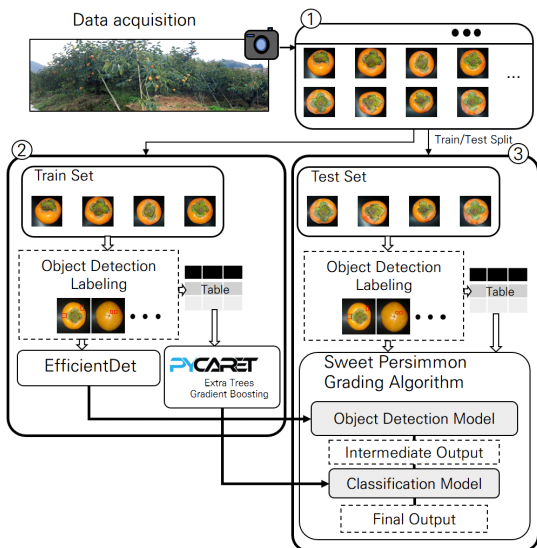 Data acquisition
①
...
Train/Test Split
②
③
Train Set
Test Set
Object Detection
Labeling
Table
Object Detection
Labeling
Table
EfficientDet
PYCARET
Extra Trees
Gradient Boosting
Sweet Persimmon
Grading Algorithm
Object Detection Model
Intermediate Output
Classification Model
Final Output